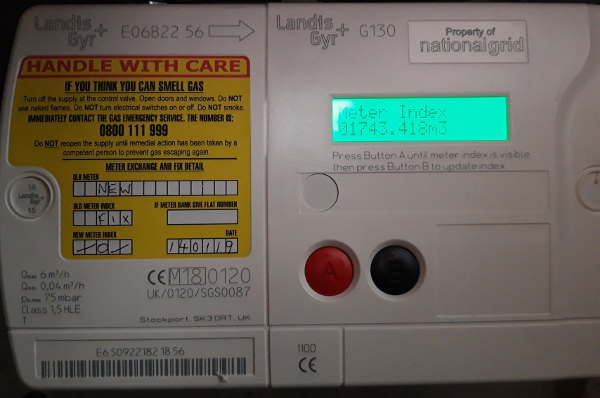 Landis + Gyr E06B22 56
Landis + Gyr G130
Property of
nationalgrid
HANDLE WITH CARE
IF YOU THINK YOU CAN SMELL GAS
Turn off the supply at the control valve. Open doors and windows. Do NOT
use naked flames. Do NOT turn electrical switches on or off. Do NOT smoke.
IMMEDIATELY CONTACT THE GAS EMERGENCY SERVICE. THE NUMBER IS:
0800 111 999
Do NOT reopen the supply until remedial action has been taken by a
competent person to prevent gas escaping again.
METER EXCHANGE AND FIX DETAIL
OLD METER
NEW
OLD METER INDEX
IF METER BANK GIVE FLAT NUMBER
FIX
NEW METER INDEX
DATE
140119
Meter Index
01743.418m3
Press Button A until meter index is visible
then press Button B to update index
A
B
18
Landis + Gyr
15
Qmax 6 m³/h
Qmin 0,04 m³/h
Pmax 75 mbar
Class 1,5 HLE
T
CE M18 0120
UK/0120/SGS0087
Stockport, SK3 0RT, UK
E6 S0922182 18 56
1100
CE